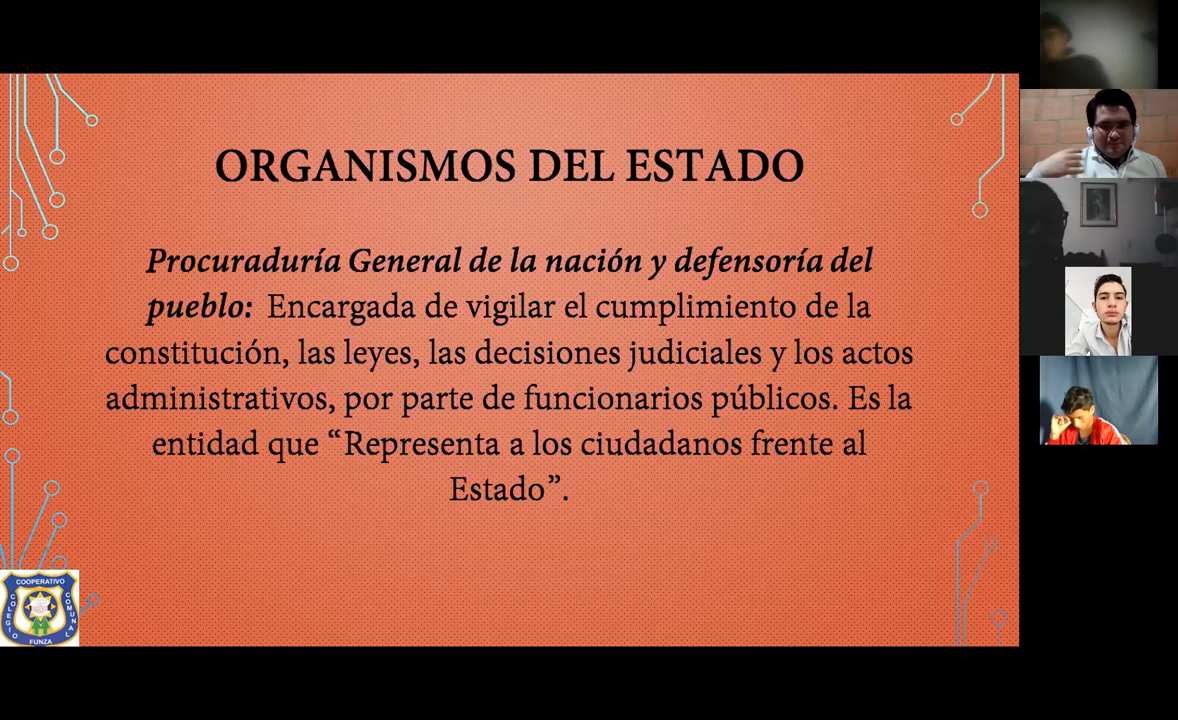 ORGANISMOS DEL ESTADO
Procuraduría General de la nación y defensoría del
pueblo: Encargada de vigilar el cumplimiento de la
constitución, las leyes, las decisiones judiciales y los actos
administrativos, por parte de funcionarios públicos. Es la
entidad que “Representa a los ciudadanos frente al
Estado”.
COOPERATIVO
COLEGIO
COMUNAL
FUNZA